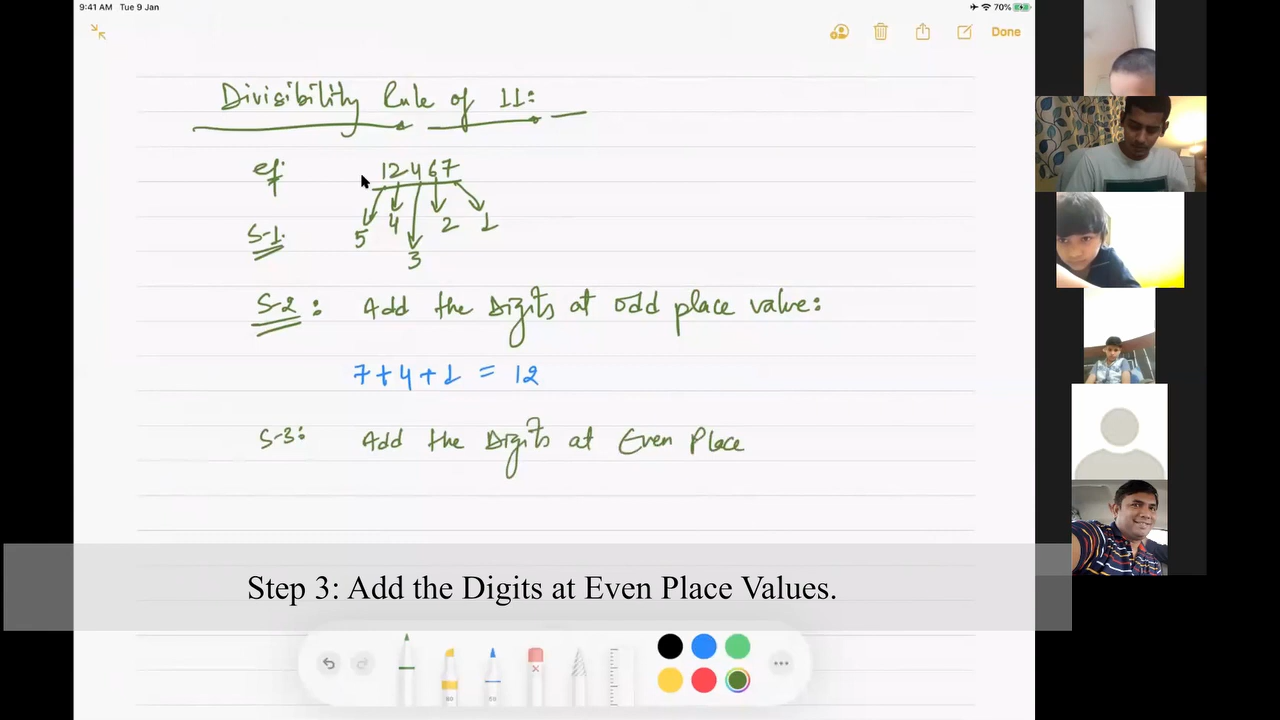 9:41 AM Tue 9 Jan
70%
Done
Divisibility Rule of 11:
eg: 12467
5 4 3 2 1
S-1.
S-2: Add the Digits at odd place value:
7+4+1 = 12
S-3: Add the Digits at Even Place
Step 3: Add the Digits at Even Place Values.
80
50